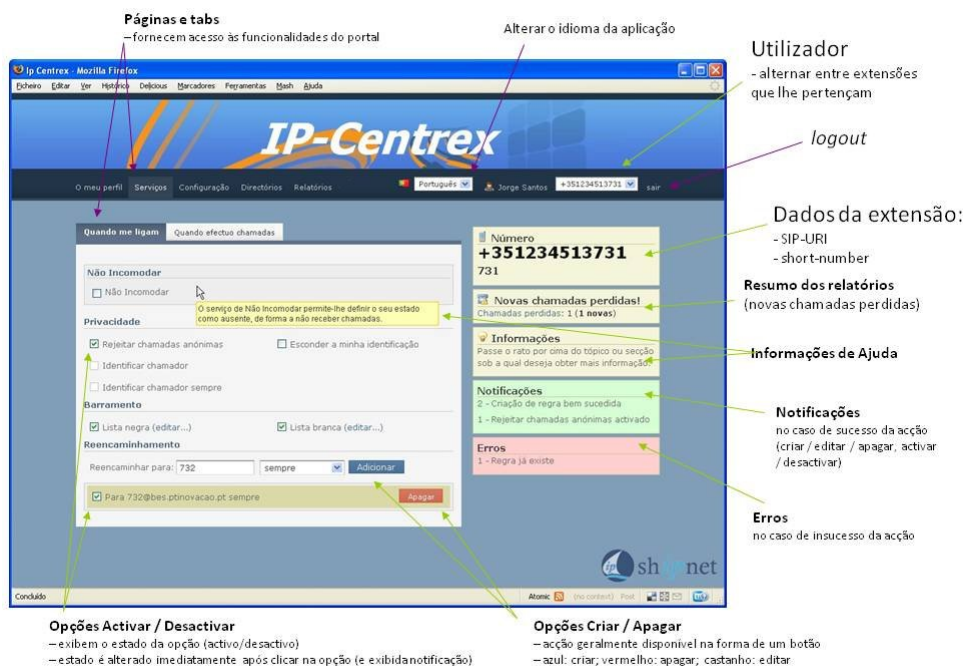 Páginas e tabs
– fornecem acesso às funcionalidades do portal
Alterar o idioma da aplicação
Utilizador
- alternar entre extensões
que lhe pertençam
logout
Ip Centrex - Mozilla Firefox
Ficheiro Editar Ver Histórico Delicious Marcadores Ferramentas Mash Ajuda
IP-Centrex
O meu perfil Serviços Configuração Directórios Relatórios Português Jorge Santos +351234513731 sair
Quando me ligam Quando efectuo chamadas
Não Incomodar
Não Incomodar
O serviço de Não Incomodar permite-lhe definir o seu estado
como ausente, de forma a não receber chamadas.
Privacidade
Rejeitar chamadas anónimas Esconder a minha identificação
Identificar chamador
Identificar chamador sempre
Barramento
Lista negra (editar...) Lista branca (editar...)
Reencaminhamento
Reencaminhar para: 732 sempre Adicionar
Para 732@bes.ptinovacao.pt sempre Apagar
Número
+351234513731
731
Novas chamadas perdidas!
Chamadas perdidas: 1 (1 novas)
Informações
Passe o rato por cima do tópico ou secção
sob a qual deseja obter mais informação.
Notificações
2 - Criação de regra bem sucedida
1 - Rejeitar chamadas anónimas activado
Erros
1 - Regra já existe
ip sh net
Concluído Atomic (no context) Post
Dados da extensão:
- SIP-URI
- short-number
Resumo dos relatórios
(novas chamadas perdidas)
Informações de Ajuda
Notificações
no caso de sucesso da acção
(criar / editar / apagar, activar
/ desactivar)
Erros
no caso de insucesso da acção
Opções Activar / Desactivar
– exibem o estado da opção (activo/desactivo)
– estado é alterado imediatamente após clicar na opção (e exibida notificação)
Opções Criar / Apagar
– acção geralmente disponível na forma de um botão
– azul: criar; vermelho: apagar; castanho: editar